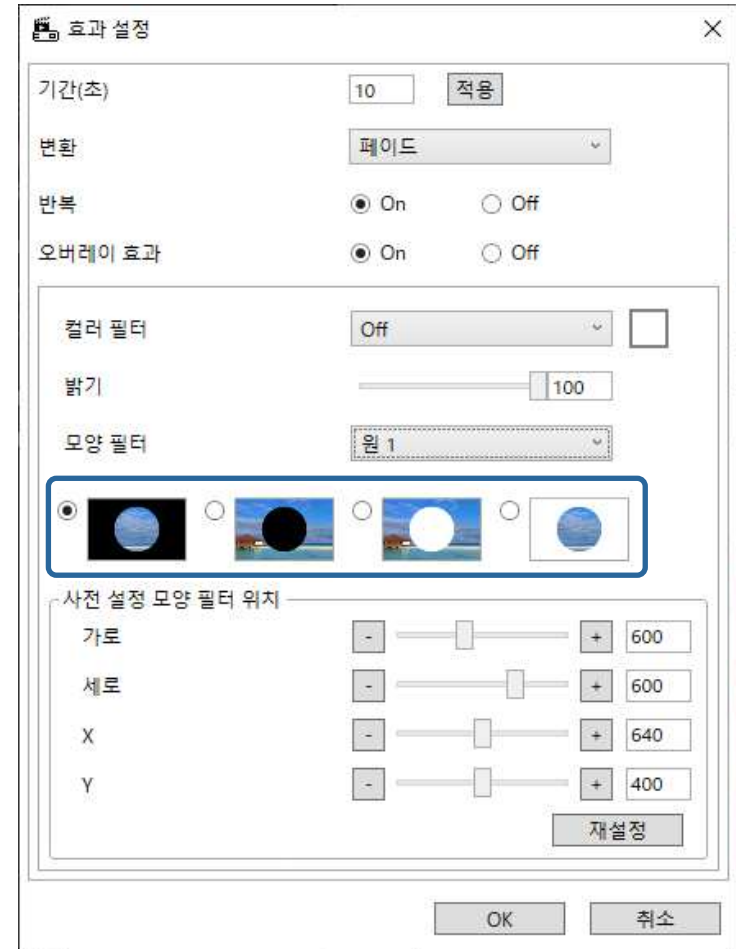 효과 설정
기간(초) 10 적용
변환 페이드
반복 On Off
오버레이 효과 On Off
컬러 필터 Off
밝기 100
모양 필터 원 1
사전 설정 모양 필터 위치
가로 - + 600
세로 - + 600
X - + 640
Y - + 400
재설정
OK 취소